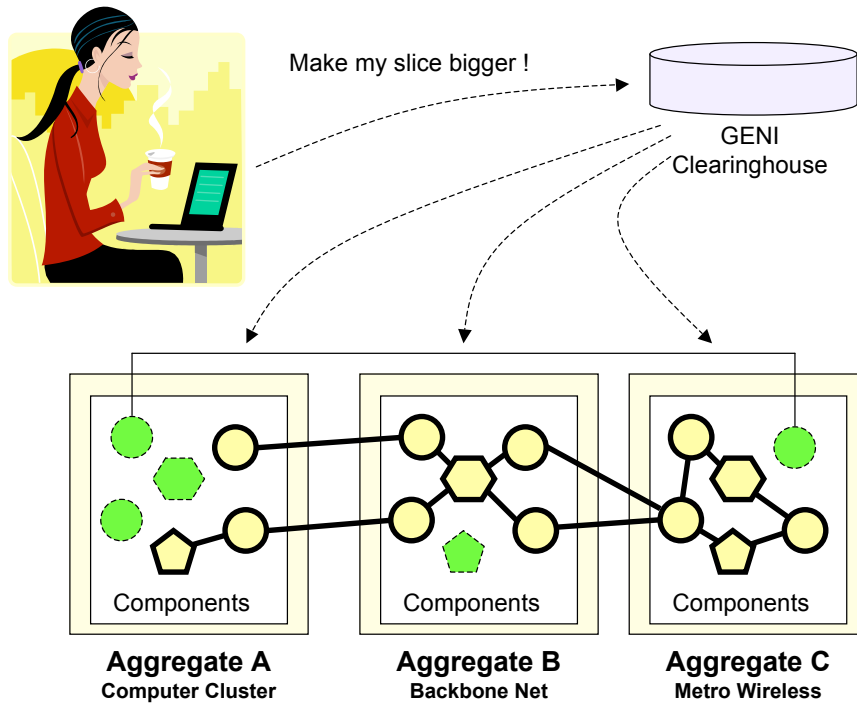 Make my slice bigger !
GENI
Clearinghouse
Components
Components
Components
Aggregate A
Computer Cluster
Aggregate B
Backbone Net
Aggregate C
Metro Wireless